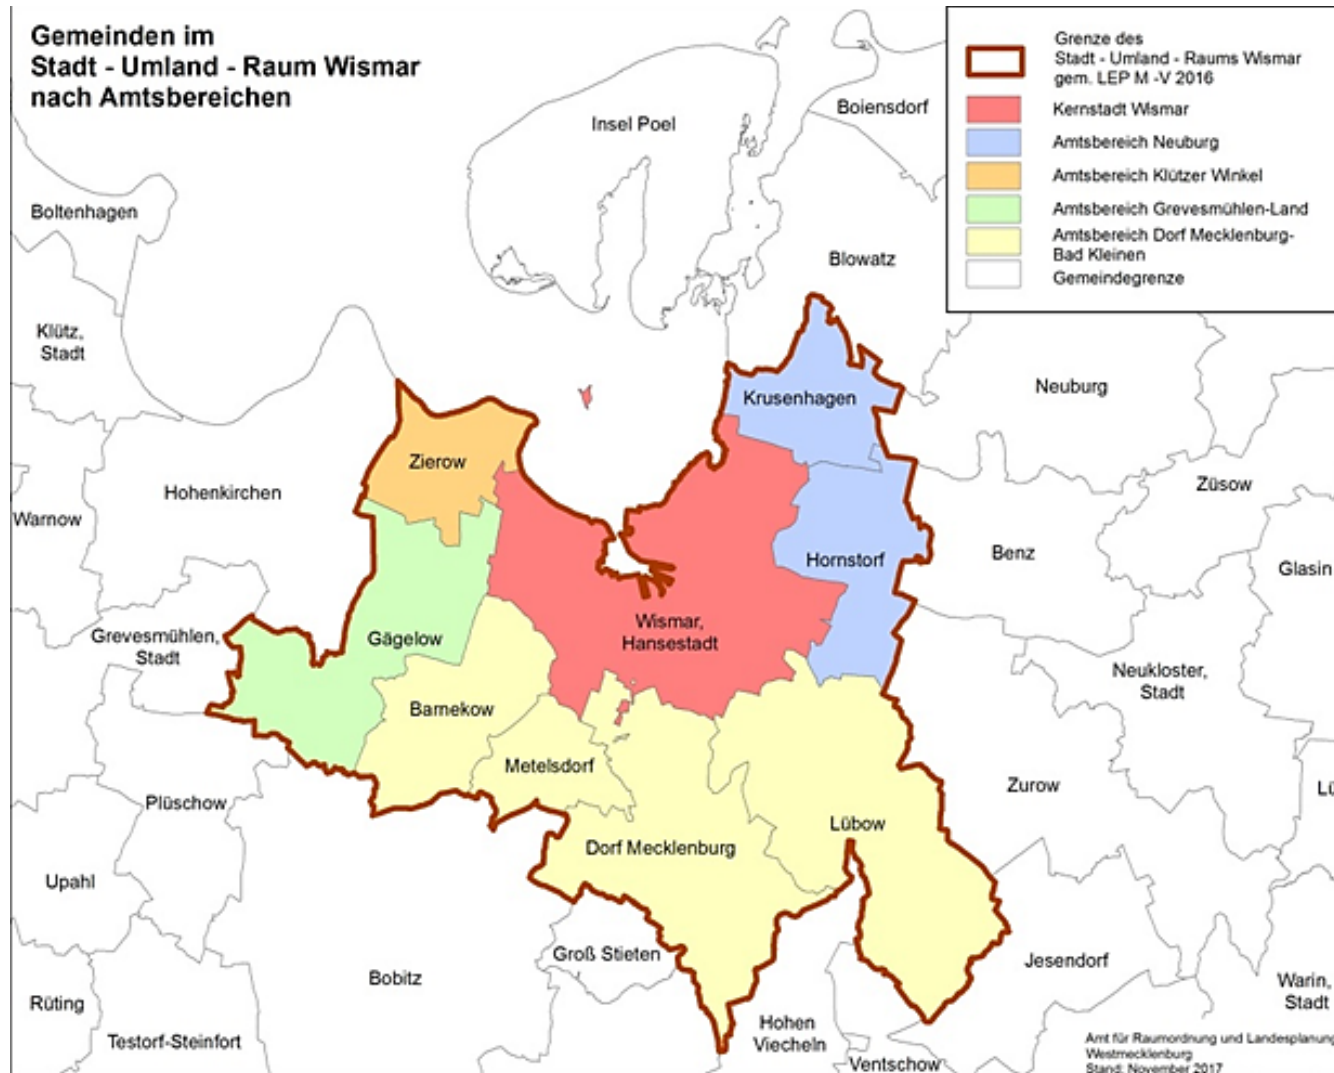 Gemeinden im
Stadt - Umland - Raum Wismar
nach Amtsbereichen
Grenze des
Stadt - Umland - Raums Wismar
gem. LEP M -V 2016
Kernstadt Wismar
Amtsbereich Neuburg
Amtsbereich Klützer Winkel
Amtsbereich Grevesmühlen-Land
Amtsbereich Dorf Mecklenburg-
Bad Kleinen
Gemeindegrenze
Insel Poel
Boiensdorf
Boltenhagen
Blowatz
Klütz,
Stadt
Neuburg
Krusenhagen
Zierow
Hohenkirchen
Züsow
Warnow
Benz
Hornstorf
Glasin
Wismar,
Hansestadt
Grevesmühlen,
Stadt
Gägelow
Neukloster,
Stadt
Barnekow
Metelsdorf
Zurow
Plüschow
Lübow
Dorf Mecklenburg
Upahl
Groß Stieten
Jesendorf
Bobitz
Warin,
Stadt
Rüting
Hohen
Viecheln
Testorf-Steinfort
Ventschow
Amt für Raumordnung und Landesplanung
Westmecklenburg
Stand: November 2017